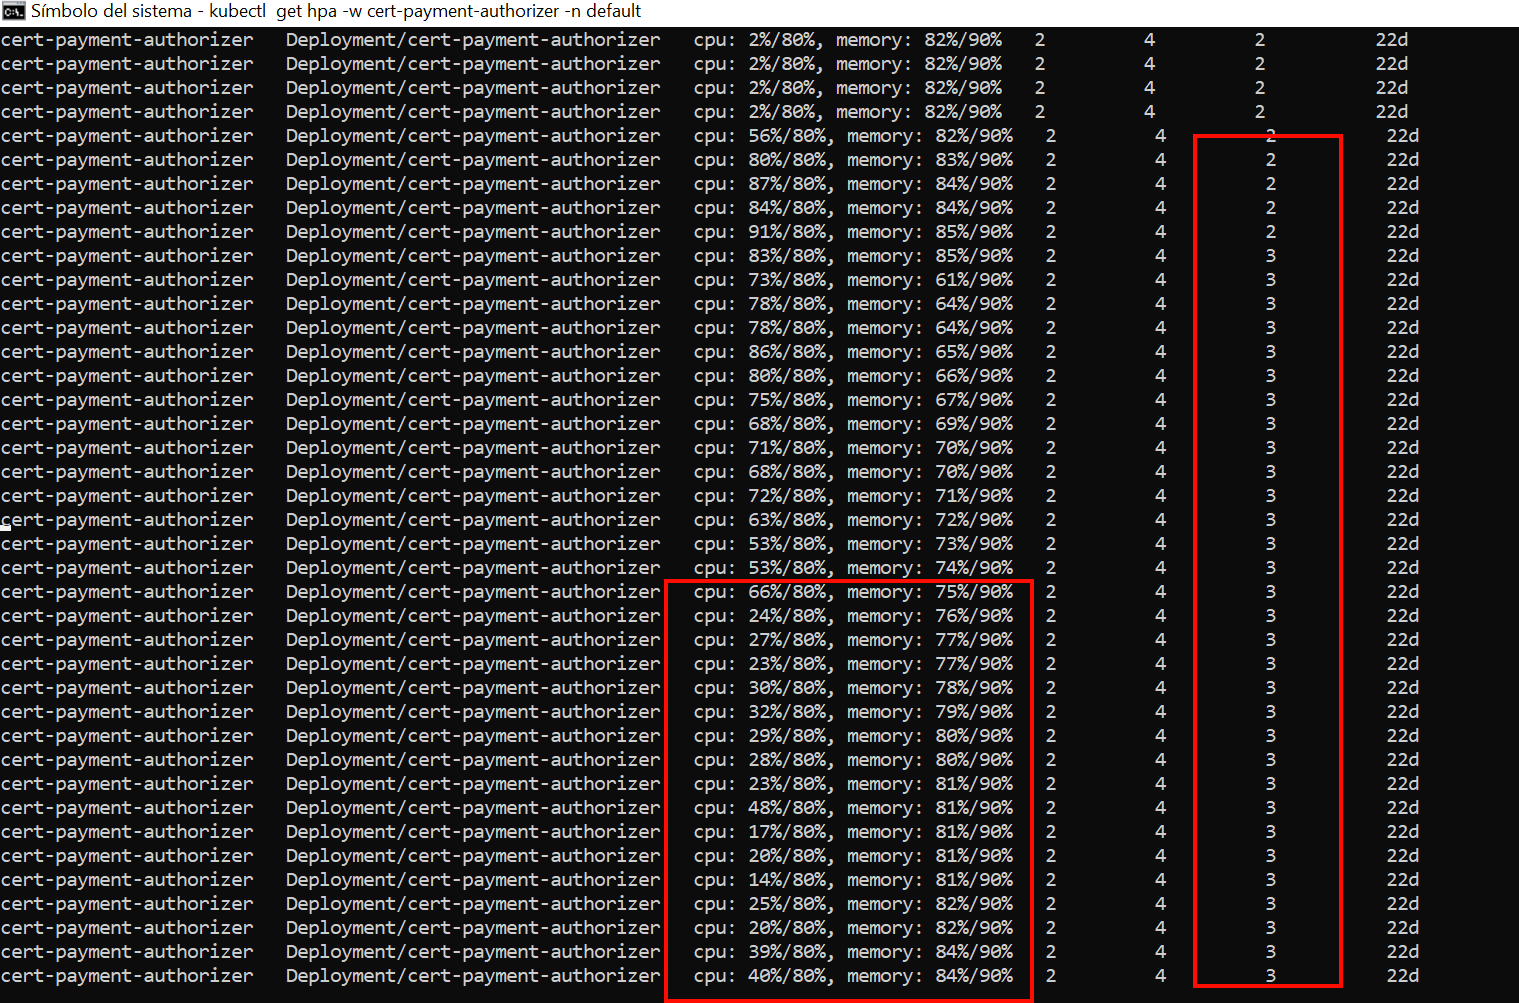 Símbolo del sistema - kubectl  get hpa -w cert-payment-authorizer -n default
cert-payment-authorizer   Deployment/cert-payment-authorizer   cpu: 2%/80%, memory: 82%/90%   2         4         2          22d
cert-payment-authorizer   Deployment/cert-payment-authorizer   cpu: 2%/80%, memory: 82%/90%   2         4         2          22d
cert-payment-authorizer   Deployment/cert-payment-authorizer   cpu: 2%/80%, memory: 82%/90%   2         4         2          22d
cert-payment-authorizer   Deployment/cert-payment-authorizer   cpu: 2%/80%, memory: 82%/90%   2         4         2          22d
cert-payment-authorizer   Deployment/cert-payment-authorizer   cpu: 56%/80%, memory: 82%/90%   2         4         2          22d
cert-payment-authorizer   Deployment/cert-payment-authorizer   cpu: 80%/80%, memory: 83%/90%   2         4         2          22d
cert-payment-authorizer   Deployment/cert-payment-authorizer   cpu: 87%/80%, memory: 84%/90%   2         4         2          22d
cert-payment-authorizer   Deployment/cert-payment-authorizer   cpu: 84%/80%, memory: 84%/90%   2         4         2          22d
cert-payment-authorizer   Deployment/cert-payment-authorizer   cpu: 91%/80%, memory: 85%/90%   2         4         2          22d
cert-payment-authorizer   Deployment/cert-payment-authorizer   cpu: 83%/80%, memory: 85%/90%   2         4         3          22d
cert-payment-authorizer   Deployment/cert-payment-authorizer   cpu: 73%/80%, memory: 61%/90%   2         4         3          22d
cert-payment-authorizer   Deployment/cert-payment-authorizer   cpu: 78%/80%, memory: 64%/90%   2         4         3          22d
cert-payment-authorizer   Deployment/cert-payment-authorizer   cpu: 78%/80%, memory: 64%/90%   2         4         3          22d
cert-payment-authorizer   Deployment/cert-payment-authorizer   cpu: 86%/80%, memory: 65%/90%   2         4         3          22d
cert-payment-authorizer   Deployment/cert-payment-authorizer   cpu: 80%/80%, memory: 66%/90%   2         4         3          22d
cert-payment-authorizer   Deployment/cert-payment-authorizer   cpu: 75%/80%, memory: 67%/90%   2         4         3          22d
cert-payment-authorizer   Deployment/cert-payment-authorizer   cpu: 68%/80%, memory: 69%/90%   2         4         3          22d
cert-payment-authorizer   Deployment/cert-payment-authorizer   cpu: 71%/80%, memory: 70%/90%   2         4         3          22d
cert-payment-authorizer   Deployment/cert-payment-authorizer   cpu: 68%/80%, memory: 70%/90%   2         4         3          22d
cert-payment-authorizer   Deployment/cert-payment-authorizer   cpu: 72%/80%, memory: 71%/90%   2         4         3          22d
cert-payment-authorizer   Deployment/cert-payment-authorizer   cpu: 63%/80%, memory: 72%/90%   2         4         3          22d
cert-payment-authorizer   Deployment/cert-payment-authorizer   cpu: 53%/80%, memory: 73%/90%   2         4         3          22d
cert-payment-authorizer   Deployment/cert-payment-authorizer   cpu: 53%/80%, memory: 74%/90%   2         4         3          22d
cert-payment-authorizer   Deployment/cert-payment-authorizer   cpu: 66%/80%, memory: 75%/90%   2         4         3          22d
cert-payment-authorizer   Deployment/cert-payment-authorizer   cpu: 24%/80%, memory: 76%/90%   2         4         3          22d
cert-payment-authorizer   Deployment/cert-payment-authorizer   cpu: 27%/80%, memory: 77%/90%   2         4         3          22d
cert-payment-authorizer   Deployment/cert-payment-authorizer   cpu: 23%/80%, memory: 77%/90%   2         4         3          22d
cert-payment-authorizer   Deployment/cert-payment-authorizer   cpu: 30%/80%, memory: 78%/90%   2         4         3          22d
cert-payment-authorizer   Deployment/cert-payment-authorizer   cpu: 32%/80%, memory: 79%/90%   2         4         3          22d
cert-payment-authorizer   Deployment/cert-payment-authorizer   cpu: 29%/80%, memory: 80%/90%   2         4         3          22d
cert-payment-authorizer   Deployment/cert-payment-authorizer   cpu: 28%/80%, memory: 80%/90%   2         4         3          22d
cert-payment-authorizer   Deployment/cert-payment-authorizer   cpu: 23%/80%, memory: 81%/90%   2         4         3          22d
cert-payment-authorizer   Deployment/cert-payment-authorizer   cpu: 48%/80%, memory: 81%/90%   2         4         3          22d
cert-payment-authorizer   Deployment/cert-payment-authorizer   cpu: 17%/80%, memory: 81%/90%   2         4         3          22d
cert-payment-authorizer   Deployment/cert-payment-authorizer   cpu: 20%/80%, memory: 81%/90%   2         4         3          22d
cert-payment-authorizer   Deployment/cert-payment-authorizer   cpu: 14%/80%, memory: 81%/90%   2         4         3          22d
cert-payment-authorizer   Deployment/cert-payment-authorizer   cpu: 25%/80%, memory: 82%/90%   2         4         3          22d
cert-payment-authorizer   Deployment/cert-payment-authorizer   cpu: 20%/80%, memory: 82%/90%   2         4         3          22d
cert-payment-authorizer   Deployment/cert-payment-authorizer   cpu: 39%/80%, memory: 84%/90%   2         4         3          22d
cert-payment-authorizer   Deployment/cert-payment-authorizer   cpu: 40%/80%, memory: 84%/90%   2         4         3          22d